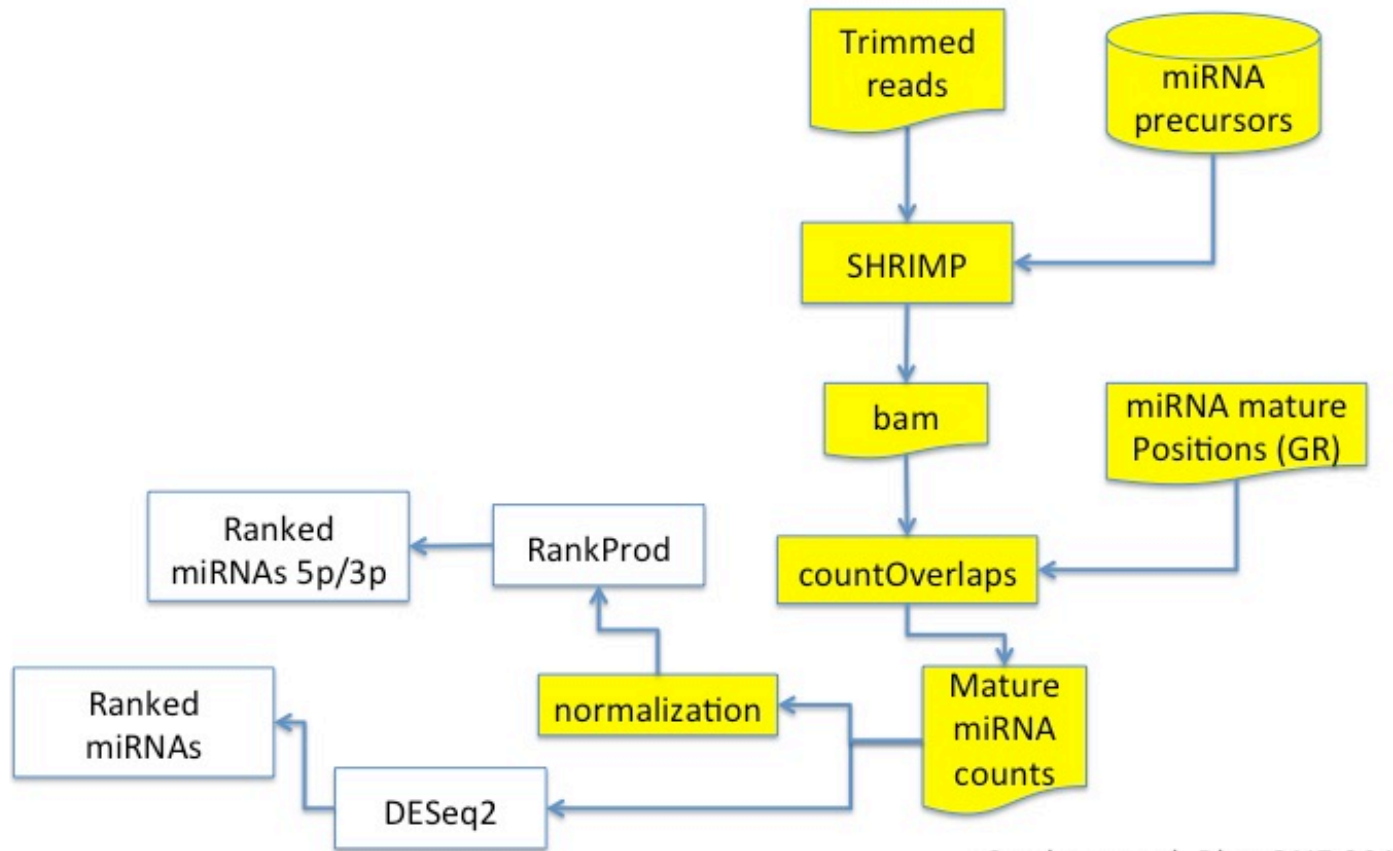 Trimmed
reads
miRNA
precursors
SHRIMP
bam
miRNA mature
Positions (GR)
Ranked
miRNAs 5p/3p
RankProd
countOverlaps
Ranked
miRNAs
normalization
Mature
miRNA
counts
DESeq2